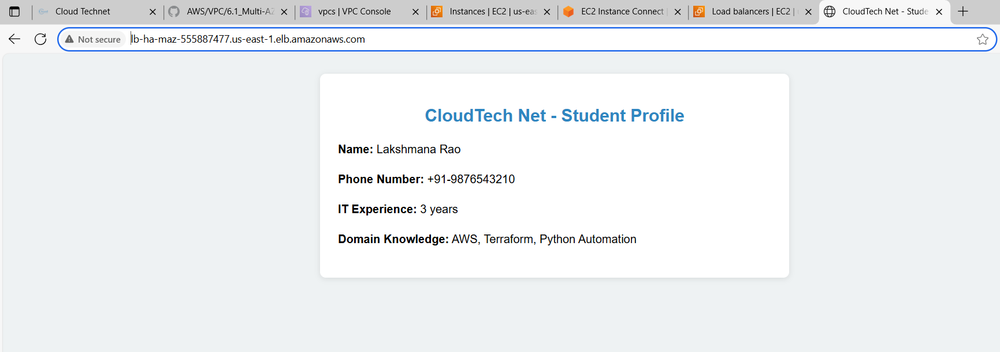 Cloud Technet
AWS/VPC/6.1_Multi-AZ
vpcs | VPC Console
Instances | EC2 | us-eas
EC2 Instance Connect |
Load balancers | EC2 |
CloudTech Net - Stude
Not secure
lb-ha-maz-555887477.us-east-1.elb.amazonaws.com
CloudTech Net - Student Profile
Name: Lakshmana Rao
Phone Number: +91-9876543210
IT Experience: 3 years
Domain Knowledge: AWS, Terraform, Python Automation